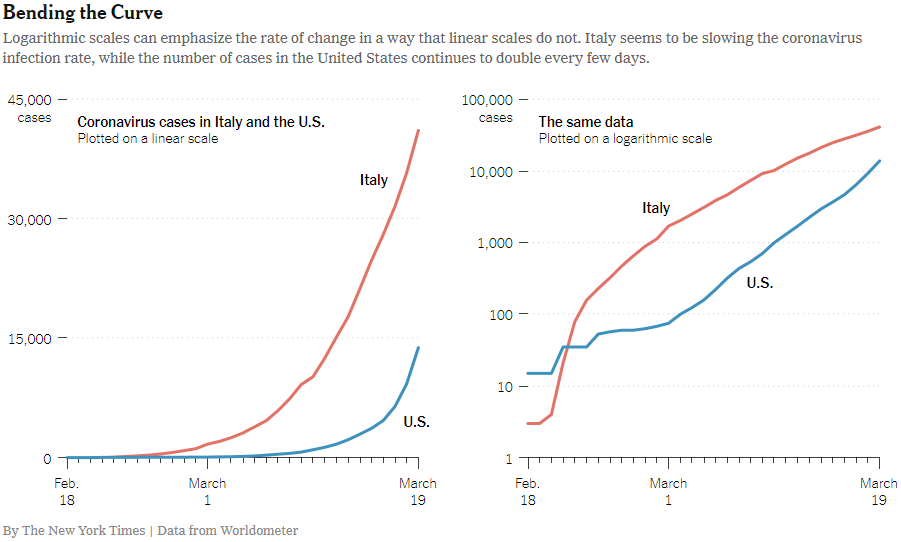 Bending the Curve
Logarithmic scales can emphasize the rate of change in a way that linear scales do not. Italy seems to be slowing the coronavirus
infection rate, while the number of cases in the United States continues to double every few days.
45,000
cases
Coronavirus cases in Italy and the U.S.
Plotted on a linear scale
Italy
30,000
15,000
U.S.
0
Feb.
18
March
1
March
19
100,000
cases
The same data
Plotted on a logarithmic scale
10,000
Italy
1,000
U.S.
100
10
1
Feb.
18
March
1
March
19
By The New York Times | Data from Worldometer